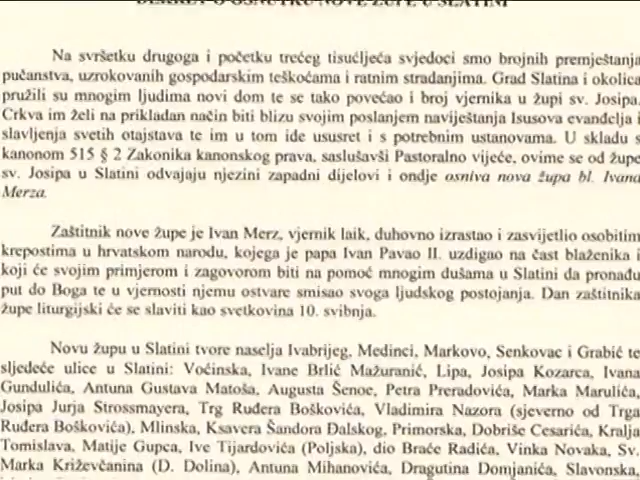 DEKRET O OSNUTKU NOVE ŽUPE U SLATINI
Na svršetku drugoga i početku trećeg tisućljeća svjedoci smo brojnih premještanja
pučanstva, uzrokovanih gospodarskim teškoćama i ratnim stradanjima. Grad Slatina i okolica
pružili su mnogim ljudima novi dom te se tako povećao i broj vjernika u župi sv. Josipa.
Crkva im želi na prikladan način biti blizu svojim poslanjem naviještanja Isusova evanđelja i
slavljenja svetih otajstava te im u tom ide ususret i s potrebnim ustanovama. U skladu s
kanonom 515 § 2 Zakonika kanonskog prava, saslušavši Pastoralno vijeće, ovime se od župe
sv. Josipa u Slatini odvajaju njezini zapadni dijelovi i ondje osniva nova župa bl. Ivana
Merza.
Zaštitnik nove župe je Ivan Merz, vjernik laik, duhovno izrastao i zasvijetlio osobitim
krepostima u hrvatskom narodu, kojega je papa Ivan Pavao II. uzdigao na čast blaženika i
koji će svojim primjerom i zagovorom biti na pomoć mnogim dušama u Slatini da pronađu
put do Boga te u vjernosti njemu ostvare smisao svoga ljudskog postojanja. Dan zaštitnika
župe liturgijski će se slaviti kao svetkovina 10. svibnja.
Novu župu u Slatini tvore naselja Ivabrijeg, Medinci, Markovo, Senkovac i Grabić te
sljedeće ulice u Slatini: Voćinska, Ivane Brlić Mažuranić, Lipa, Josipa Kozarca, Ivana
Gundulića, Antuna Gustava Matoša, Augusta Šenoe, Petra Preradovića, Marka Marulića,
Josipa Jurja Strossmayera, Trg Ruđera Boškovića, Vladimira Nazora (sjeverno od Trga
Ruđera Boškovića), Mlinska, Ksavera Šandora Đalskog, Primorska, Dobriše Cesarića, Kralja
Tomislava, Matije Gupca, Ive Tijardovića (Poljska), dio Braće Radića, Vinka Novaka, Sv.
Marka Križevčanina (D. Dolina), Antuna Mihanovića, Dragutina Domjanića, Slavonska,